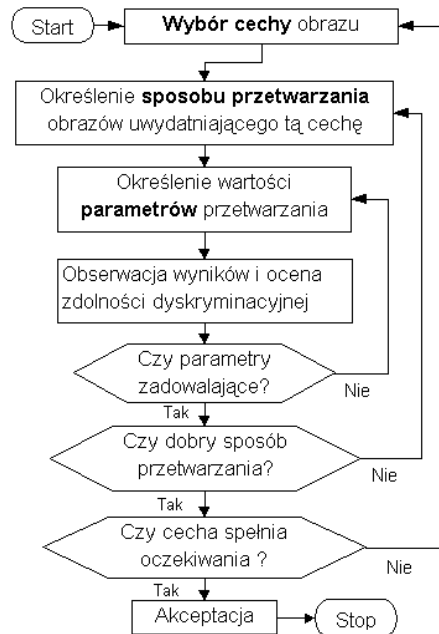 Start
Wybór cechy obrazu
Określenie sposobu przetwarzania
obrazów uwydatniającego tą cechę
Określenie wartości
parametrów przetwarzania
Obserwacja wyników i ocena
zdolności dyskryminacyjnej
Czy parametry
zadowalające?
Nie
Tak
Czy dobry sposób
przetwarzania?
Nie
Tak
Czy cecha spełnia
oczekiwania ?
Nie
Tak
Akceptacja
Stop